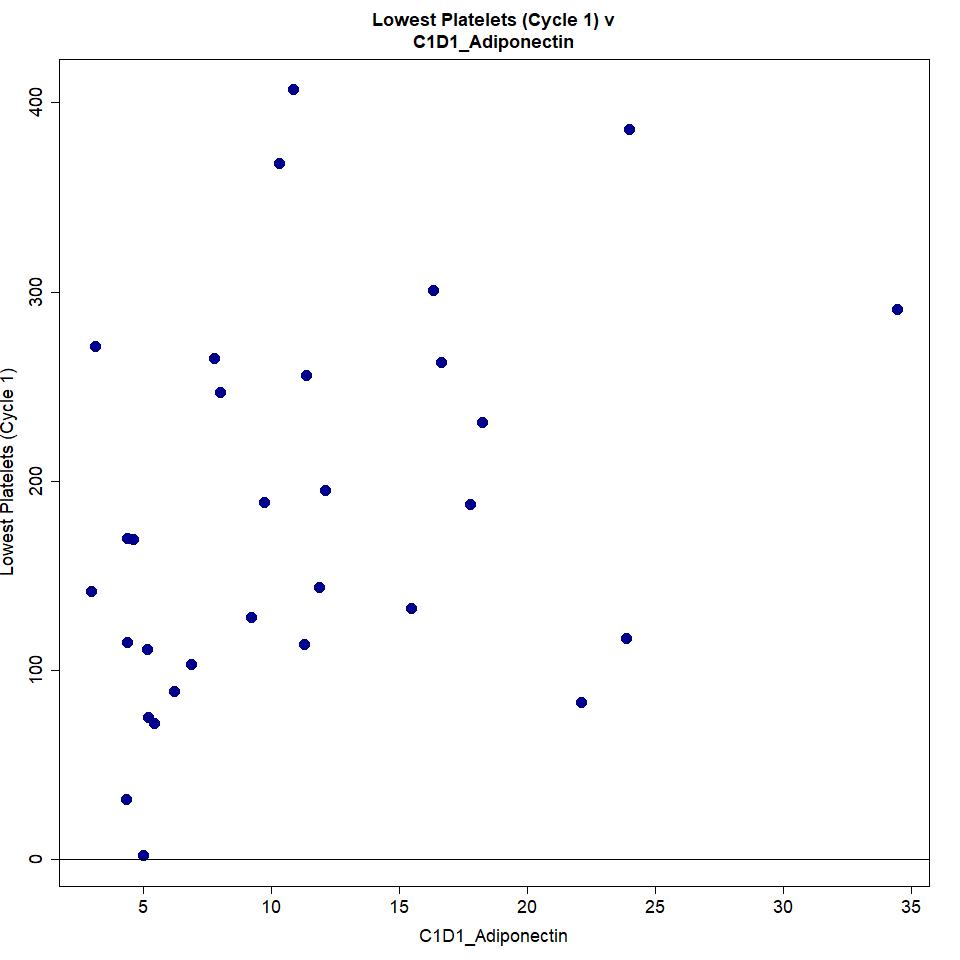 Lowest Platelets (Cycle 1) v
C1D1_Adiponectin
400
300
200
100
0
Lowest Platelets (Cycle 1)
5 10 15 20 25 30 35
C1D1_Adiponectin